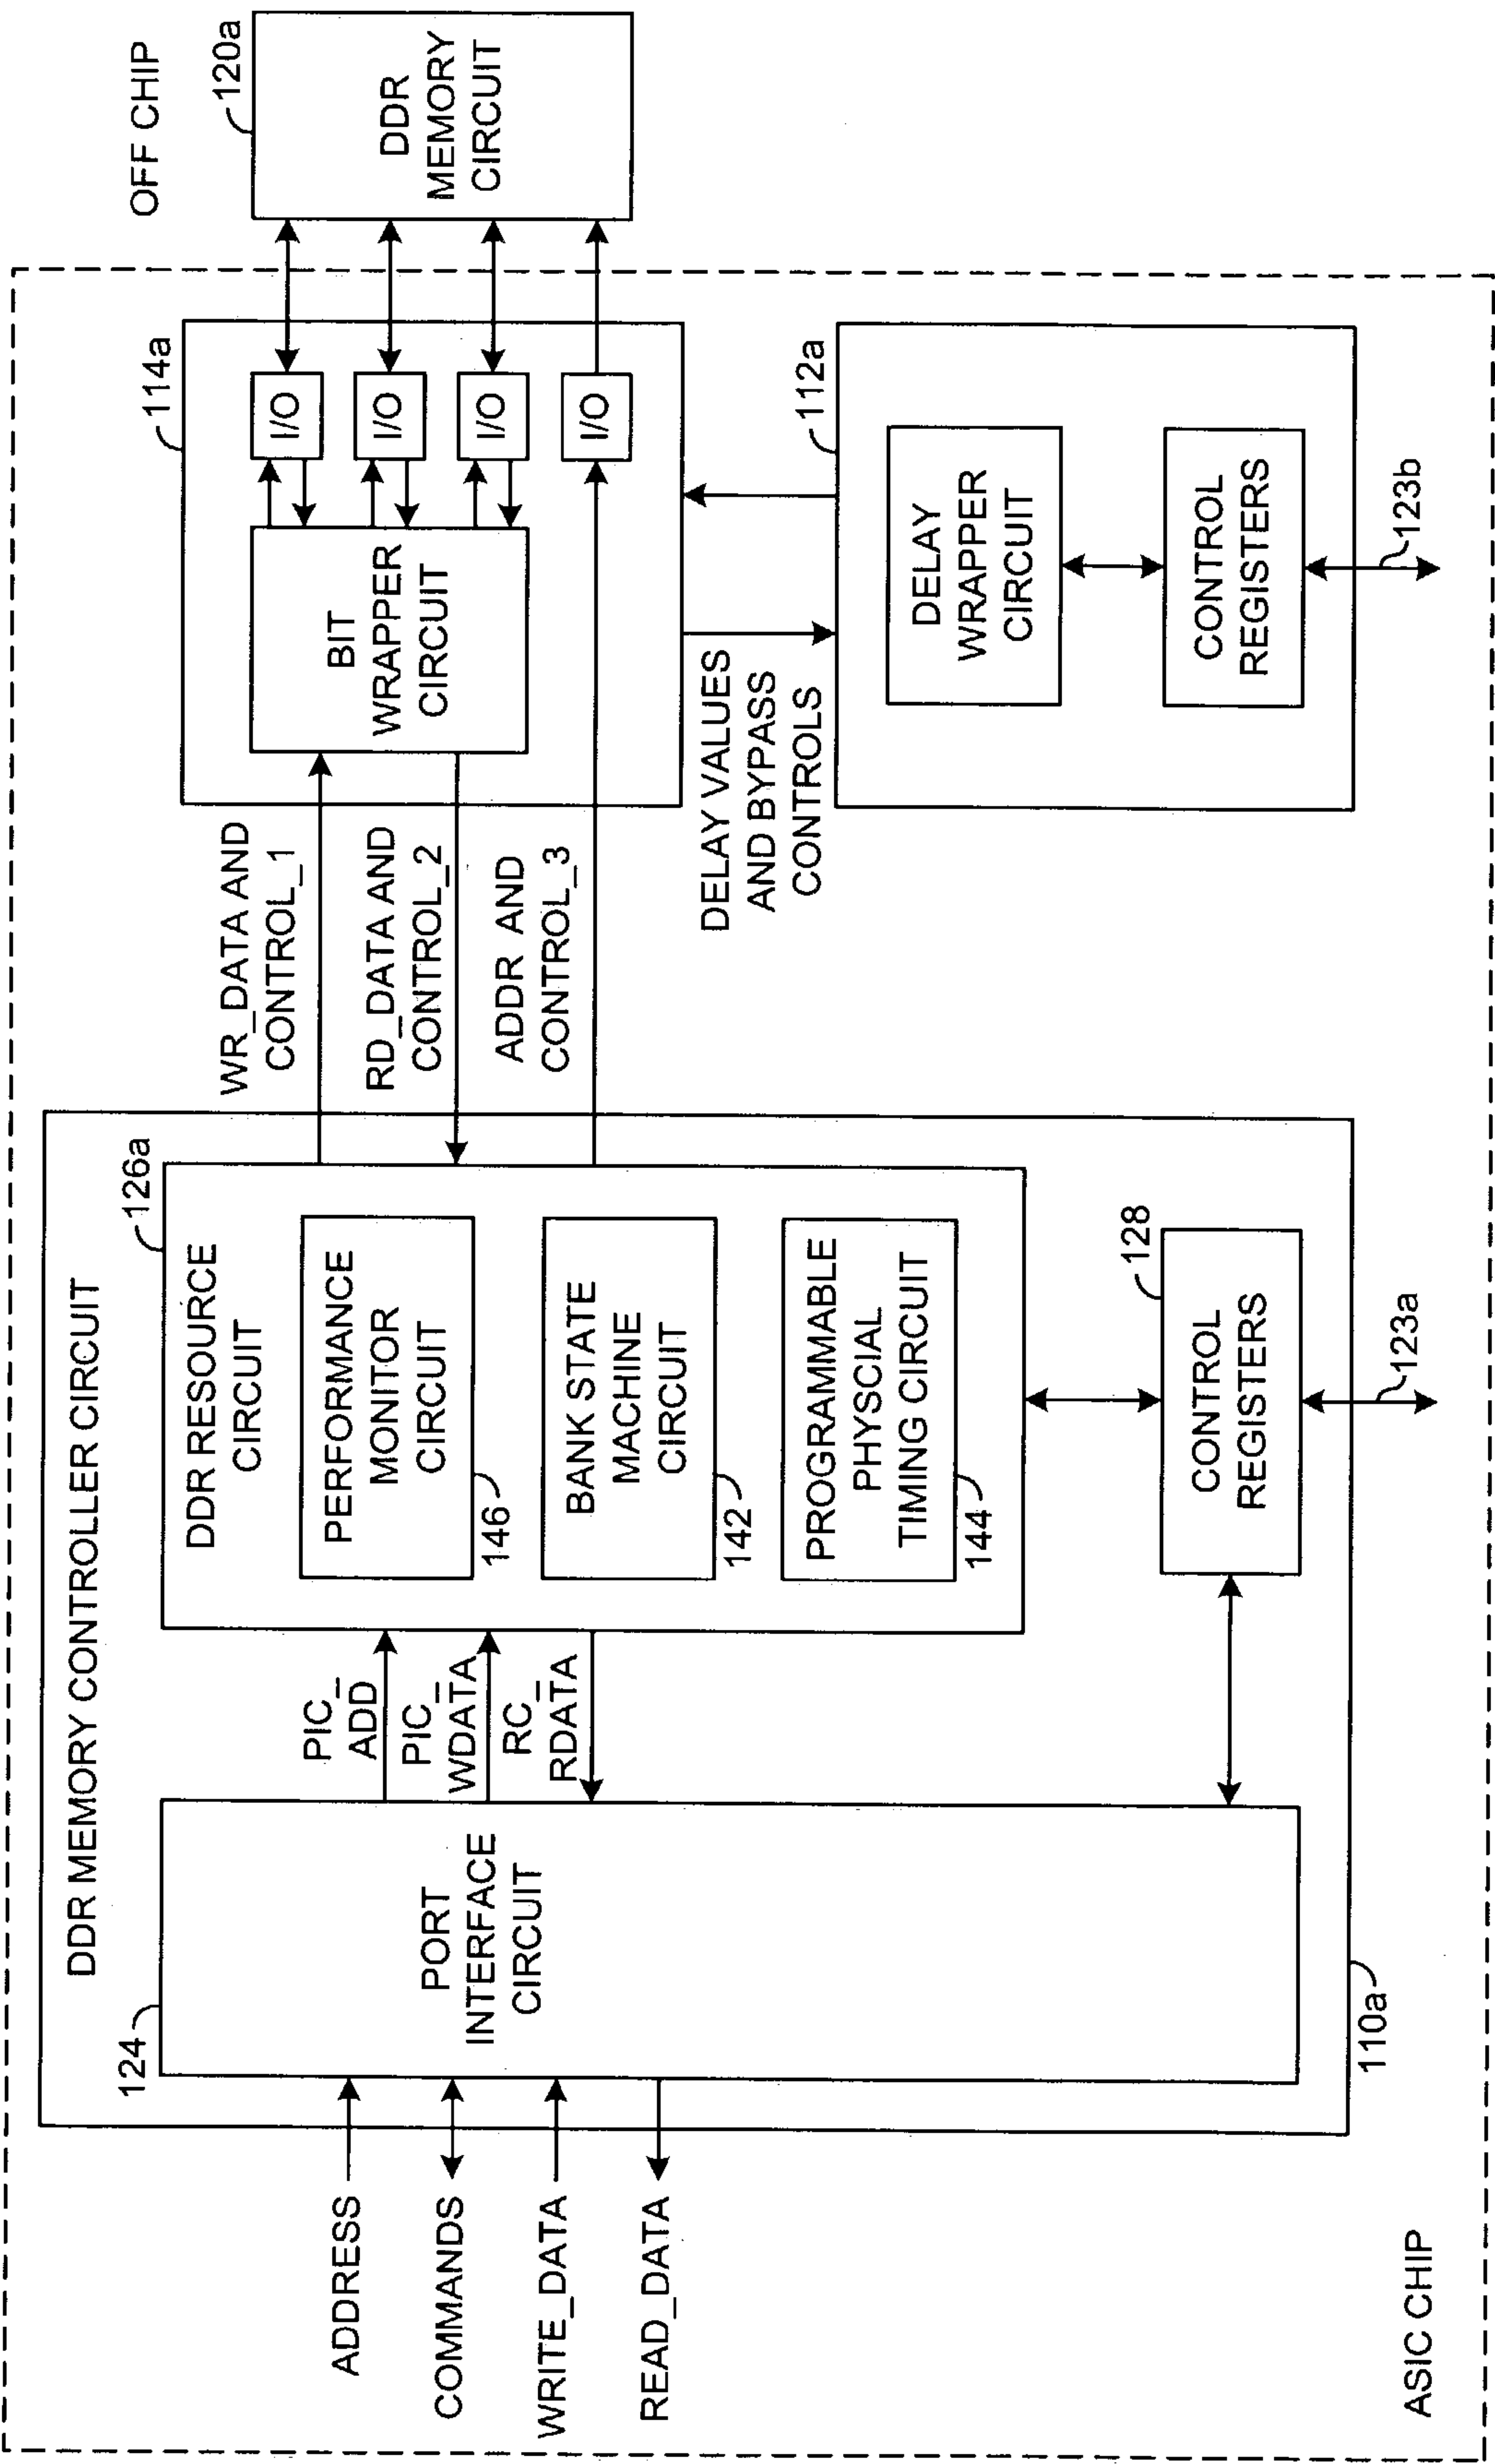 OFF CHIP
120a
DDR
MEMORY
CIRCUIT
114a
I/O
I/O
I/O
I/O
BIT
WRAPPER
CIRCUIT
112a
DELAY
WRAPPER
CIRCUIT
CONTROL
REGISTERS
123b
DELAY VALUES
AND BYPASS
CONTROLS
WR_DATA AND
CONTROL_1
RD_DATA AND
CONTROL_2
ADDR AND
CONTROL_3
DDR MEMORY CONTROLLER CIRCUIT
126a
DDR RESOURCE
CIRCUIT
PERFORMANCE
MONITOR
CIRCUIT
146
BANK STATE
MACHINE
CIRCUIT
142
PROGRAMMABLE
PHYSCIAL
TIMING CIRCUIT
144
128
CONTROL
REGISTERS
123a
PIC_
ADD
PIC_
WDATA
RC_
RDATA
124
PORT
INTERFACE
CIRCUIT
110a
ADDRESS
COMMANDS
WRITE_DATA
READ_DATA
ASIC CHIP